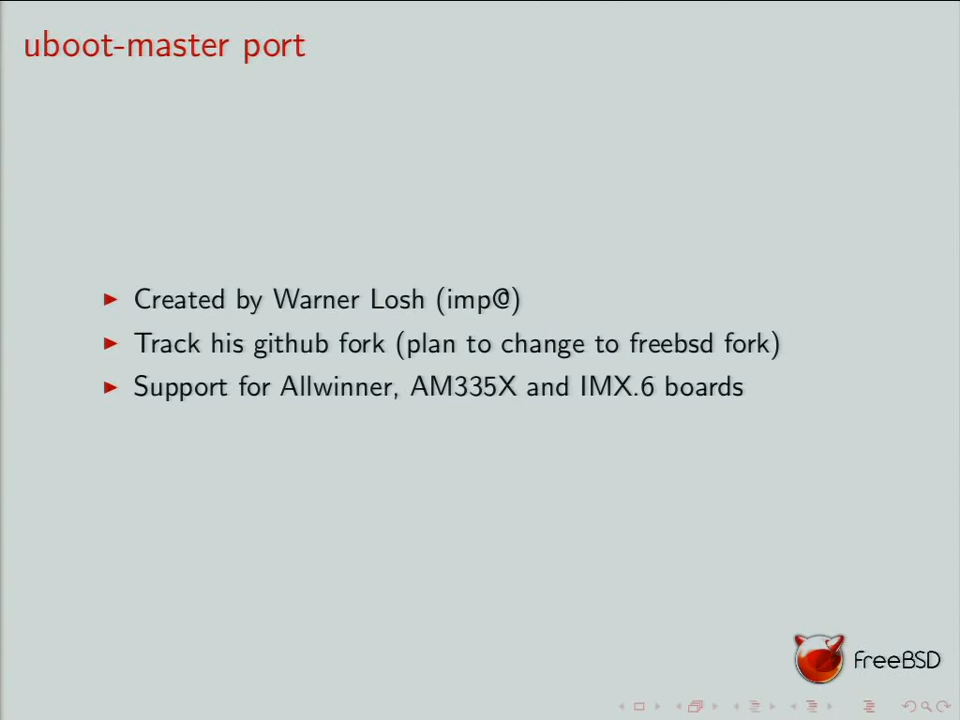 uboot-master port
Created by Warner Losh (imp@)
Track his github fork (plan to change to freebsd fork)
Support for Allwinner, AM335X and IMX.6 boards
FreeBSD